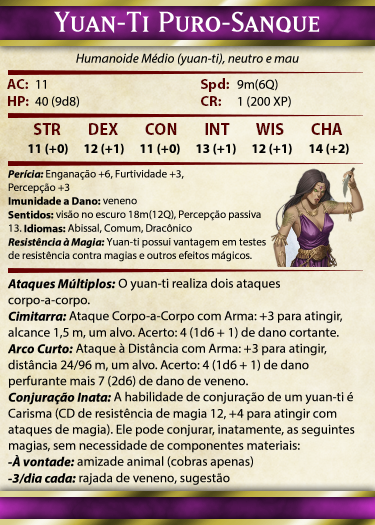 Yuan-Ti Puro-Sanque
Humanoide Médio (yuan-ti), neutro e mau
AC: 11 Spd: 9m(6Q)
HP: 40 (9d8) CR: 1 (200 XP)
STR DEX CON INT WIS CHA
11 (+0) 12 (+1) 11 (+0) 13 (+1) 12 (+1) 14 (+2)
Perícia: Enganação +6, Furtividade +3,
Percepção +3
Imunidade a Dano: veneno
Sentidos: visão no escuro 18m(12Q), Percepção passiva
13. Idiomas: Abissal, Comum, Dracônico
Resistência à Magia: Yuan-ti possui vantagem em testes
de resistência contra magias e outros efeitos mágicos.
Ataques Múltiplos: O yuan-ti realiza dois ataques
corpo-a-corpo.
Cimitarra: Ataque Corpo-a-Corpo com Arma: +3 para atingir,
alcance 1,5 m, um alvo. Acerto: 4 (1d6 + 1) de dano cortante.
Arco Curto: Ataque à Distância com Arma: +3 para atingir,
distância 24/96 m, um alvo. Acerto: 4 (1d6 + 1) de dano
perfurante mais 7 (2d6) de dano de veneno.
Conjuração Inata: A habilidade de conjuração de um yuan-ti é
Carisma (CD de resistência de magia 12, +4 para atingir com
ataques de magia). Ele pode conjurar, inatamente, as seguintes
magias, sem necessidade de componentes materiais:
-À vontade: amizade animal (cobras apenas)
-3/dia cada: rajada de veneno, sugestão